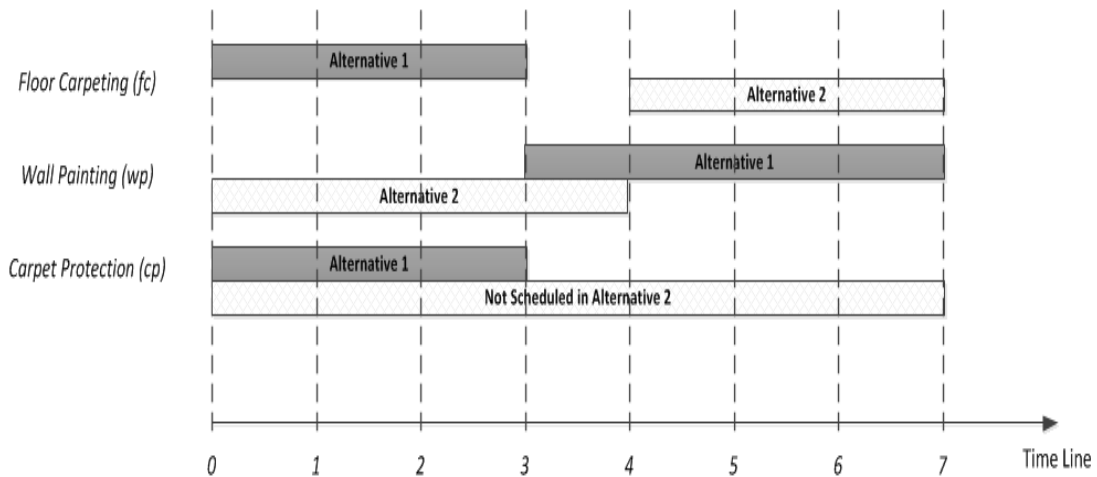 Alternative 1
Floor Carpeting (fc)
Alternative 2
Alternative 1
Wall Painting (wp)
Alternative 2
Alternative 1
Carpet Protection (cp)
Not Scheduled in Alternative 2
0 1 2 3 4 5 6 7 Time Line